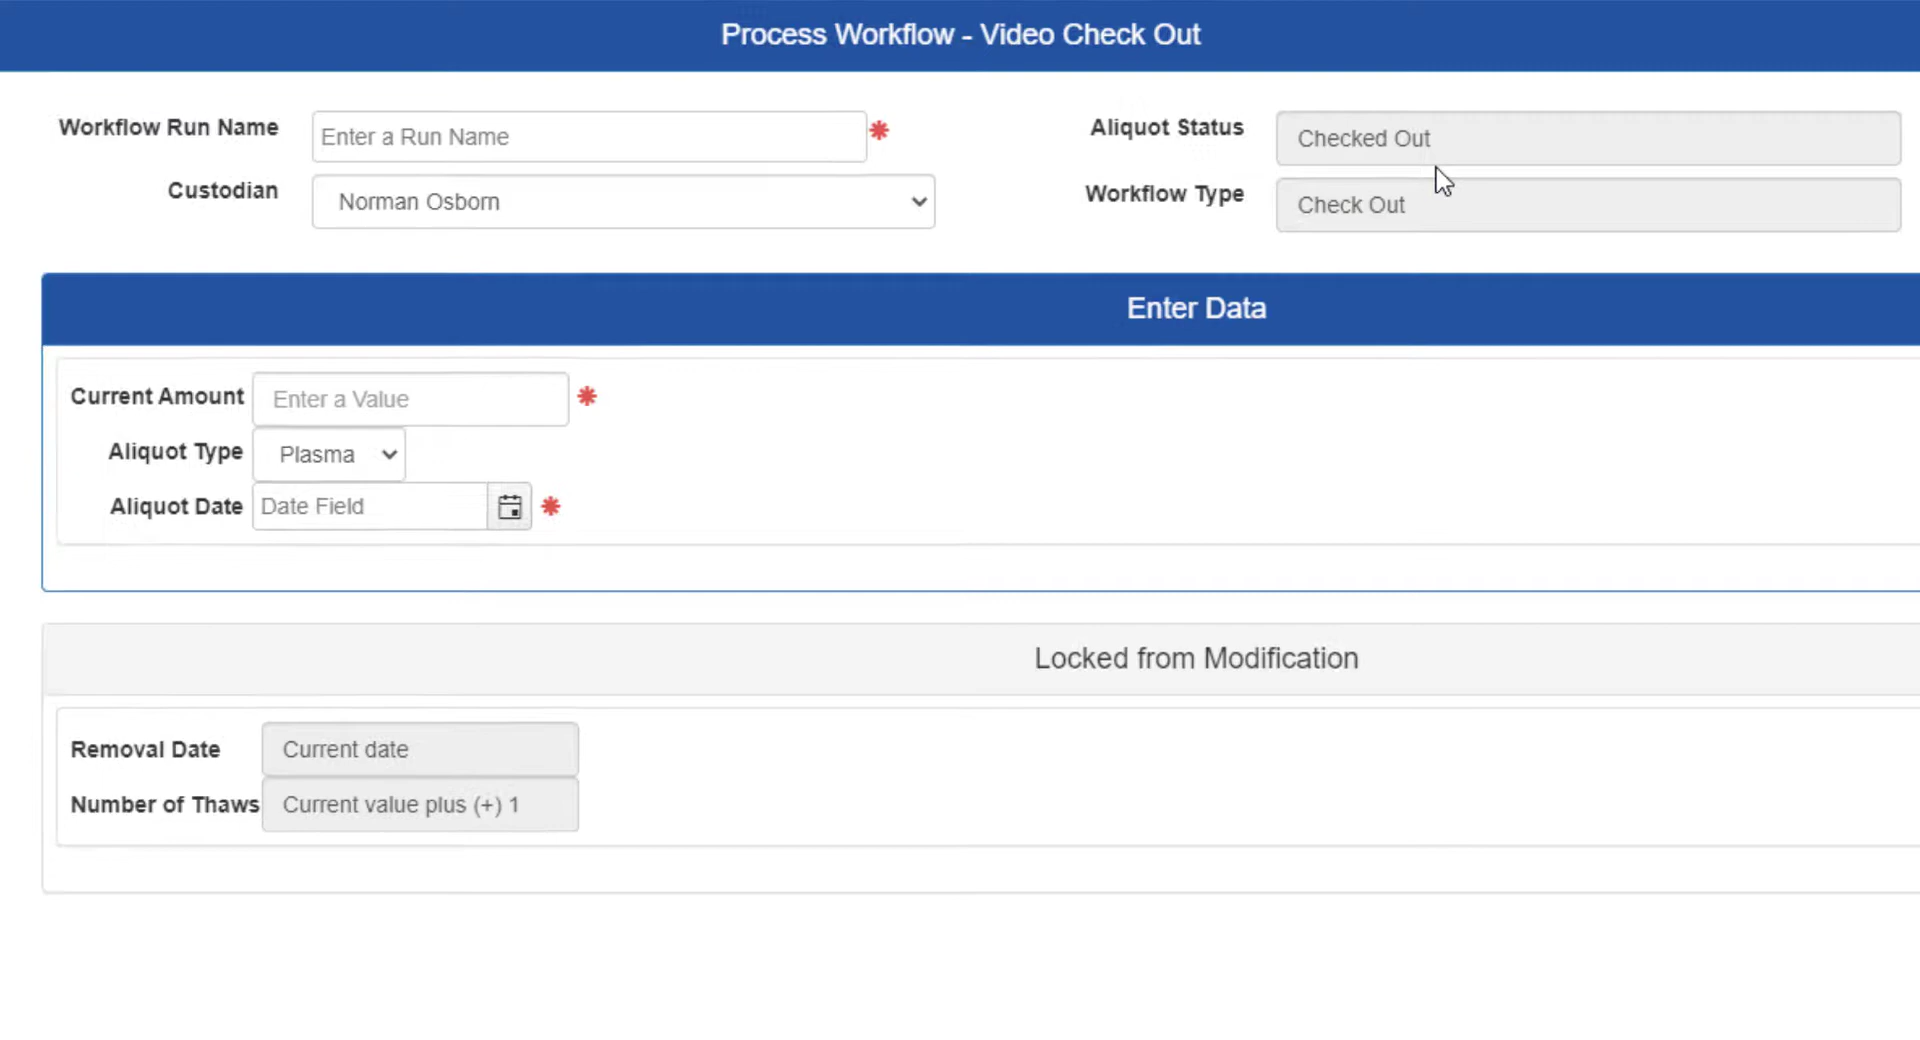 Process Workflow - Video Check Out
Workflow Run Name
Enter a Run Name
*
Aliquot Status
Checked Out
Custodian
Norman Osborn
Workflow Type
Check Out
Enter Data
Current Amount
Enter a Value
*
Aliquot Type
Plasma
Aliquot Date
Date Field
*
Locked from Modification
Removal Date
Current date
Number of Thaws
Current value plus (+) 1